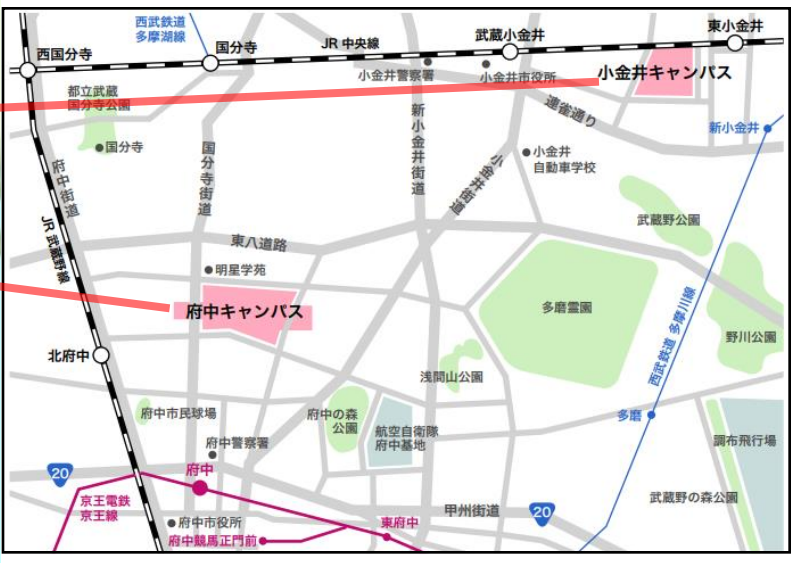 西武鉄道
多摩湖線
西国分寺
国分寺
JR 中央線
武蔵小金井
東小金井
小金井警察署
小金井市役所
小金井キャンパス
都立武蔵
国分寺公園
連雀通り
新小金井
国分寺
国分寺街道
新小金井街道
小金井街道
小金井
自動車学校
府中街道
武蔵野公園
JR 武蔵野線
東八道路
明星学苑
府中キャンパス
多磨霊園
西武鉄道 多摩川線
野川公園
北府中
浅間山公園
府中市民球場
府中の森
公園
航空自衛隊
府中基地
多磨
調布飛行場
府中警察署
20
府中
京王電鉄
京王線
甲州街道
20
武蔵野の森公園
府中市役所
東府中
府中競馬正門前